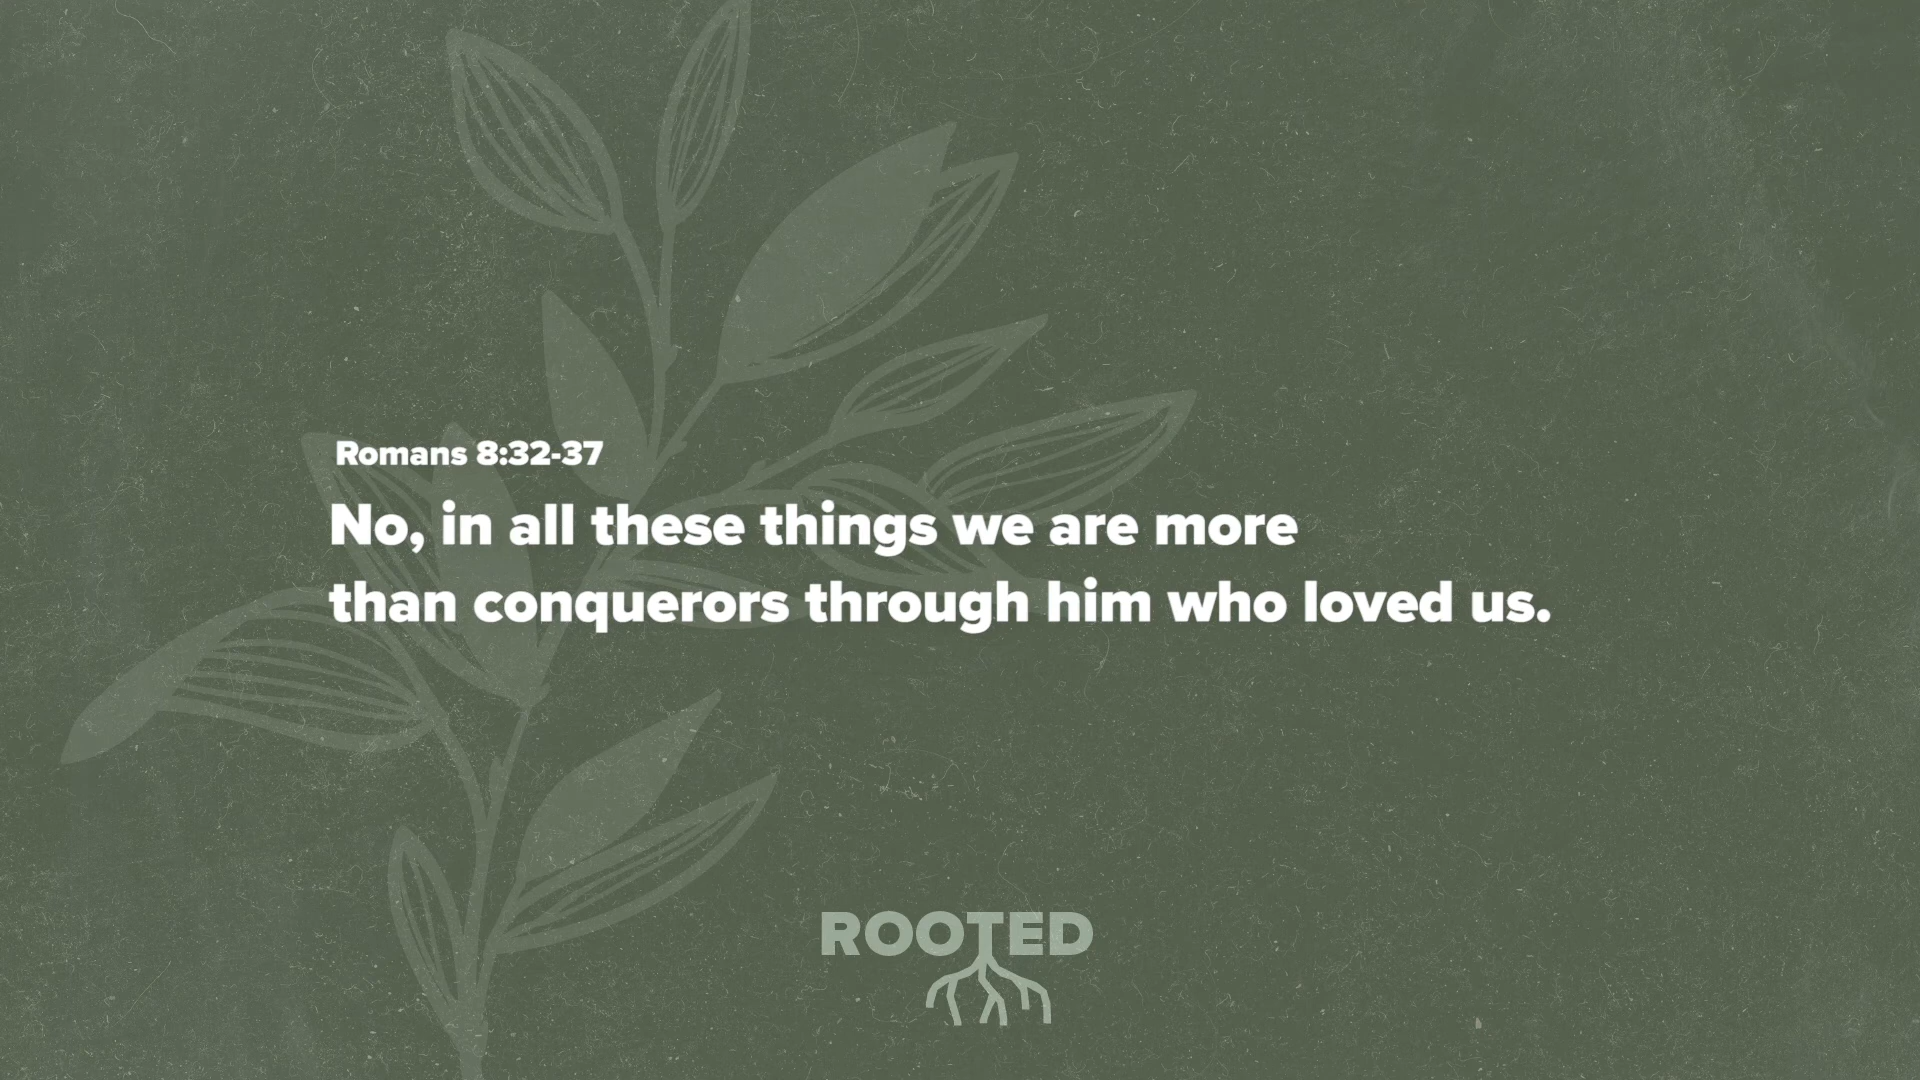 Romans 8:32-37
No, in all these things we are more
than conquerors through him who loved us.
ROOTED